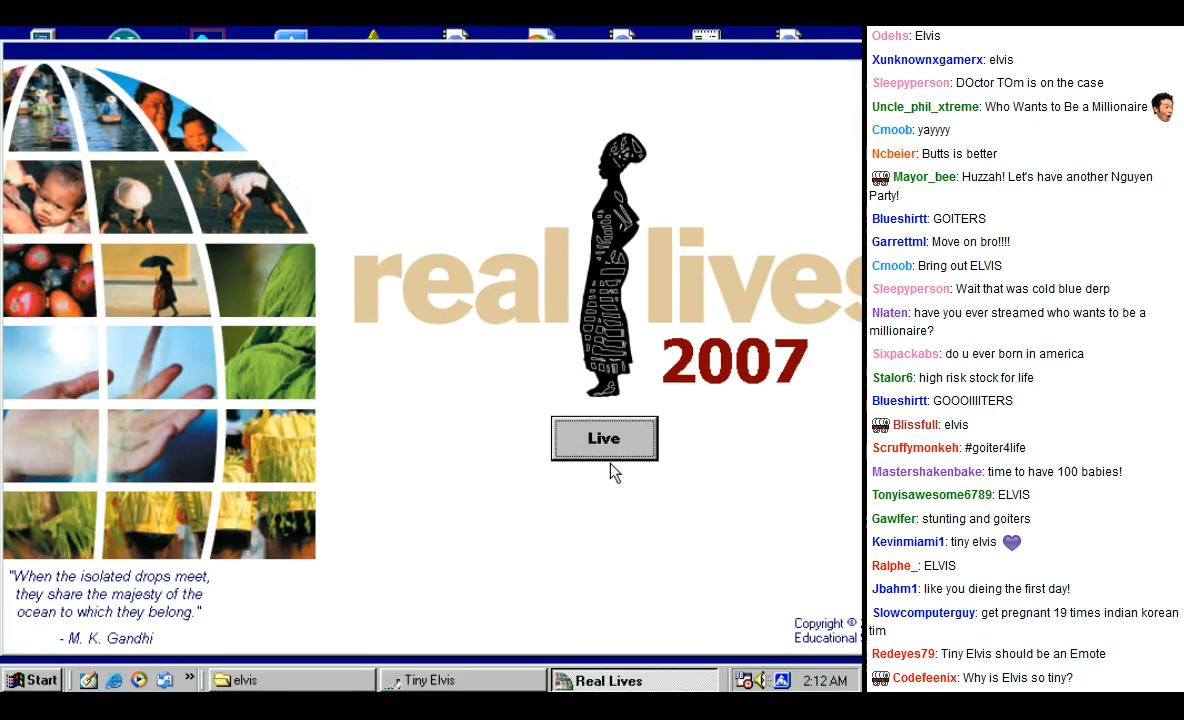 real lives
2007
Live
"When the isolated drops meet,
they share the majesty of the
ocean to which they belong."
- M. K. Gandhi
Copyright ©
Educational
Start
»
elvis
Tiny Elvis
Real Lives
2:12 AM
Odehs: Elvis
Xunknownxgamerx: elvis
Sleepyperson: DOctor TOm is on the case
Uncle_phil_xtreme: Who Wants to Be a Millionaire
Cmoob: yayyyy
Ncbeier: Butts is better
Mayor_bee: Huzzah! Let's have another Nguyen
Party!
Blueshirtt: GOITERS
Garrettml: Move on bro!!!!
Cmoob: Bring out ELVIS
Sleepyperson: Wait that was cold blue derp
Nlaten: have you ever streamed who wants to be a
millionaire?
Sixpackabs: do u ever born in america
Stalor6: high risk stock for life
Blueshirtt: GOOOIIIITERS
Blissfull: elvis
Scruffymonkeh: #goiter4life
Mastershakenbake: time to have 100 babies!
Tonyisawesome6789: ELVIS
Gawlfer: stunting and goiters
Kevinmiami1: tiny elvis
Ralphe_: ELVIS
Jbahm1: like you dieing the first day!
Slowcomputerguy: get pregnant 19 times indian korean
tim
Redeyes79: Tiny Elvis should be an Emote
Codefeenix: Why is Elvis so tiny?